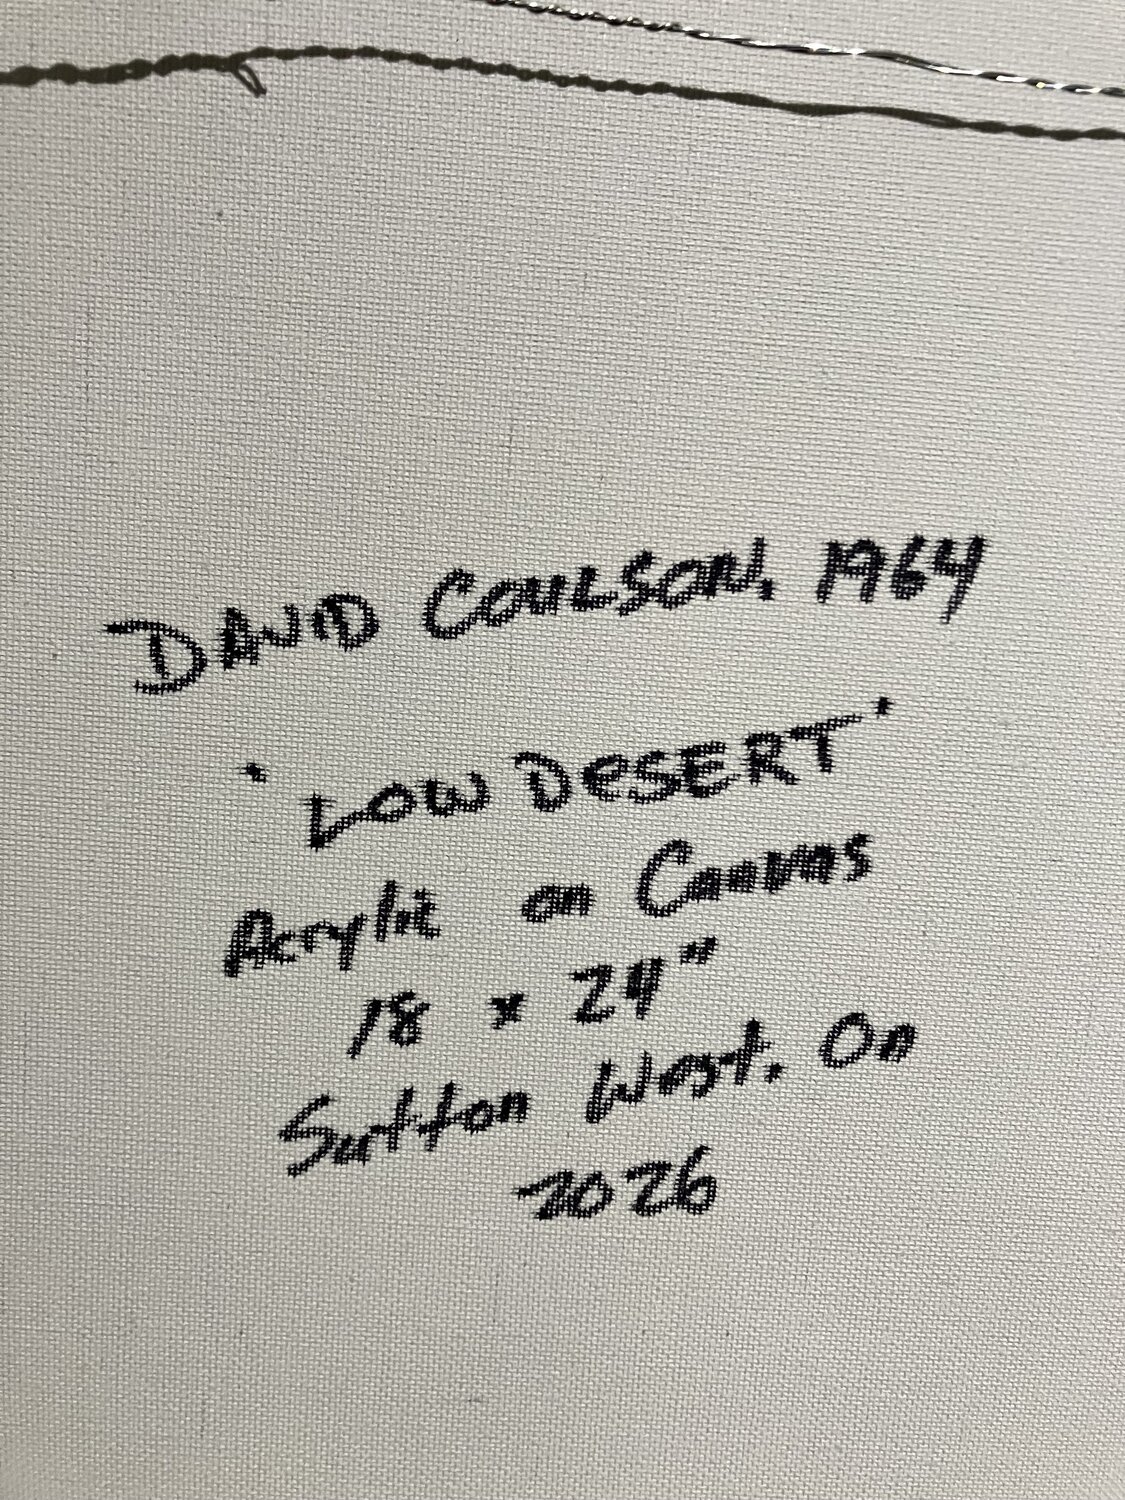 DAVID COULSON, 1964
"LOW DESERT"
Acrylic on Canvas
18 x 24"
Sutton West. On
2026